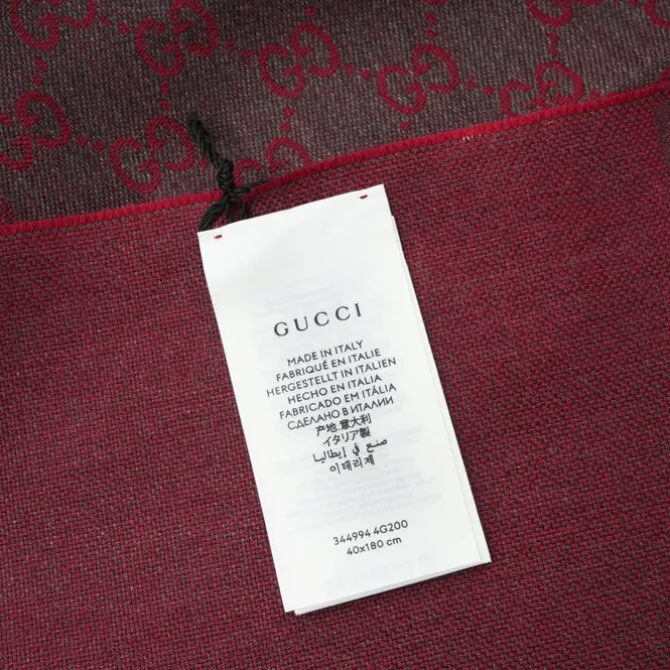 GUCCI
MADE IN ITALY
FABRIQUÉ EN ITALIE
HERGESTELLT IN ITALIEN
HECHO EN ITALIA
FABRICADO EM ITÁLIA
СДЕЛАНО В ИТАЛИИ
产地 意大利
イタリア製
صنع في إيطاليا
이태리제
344994 4G200
40x180 cm